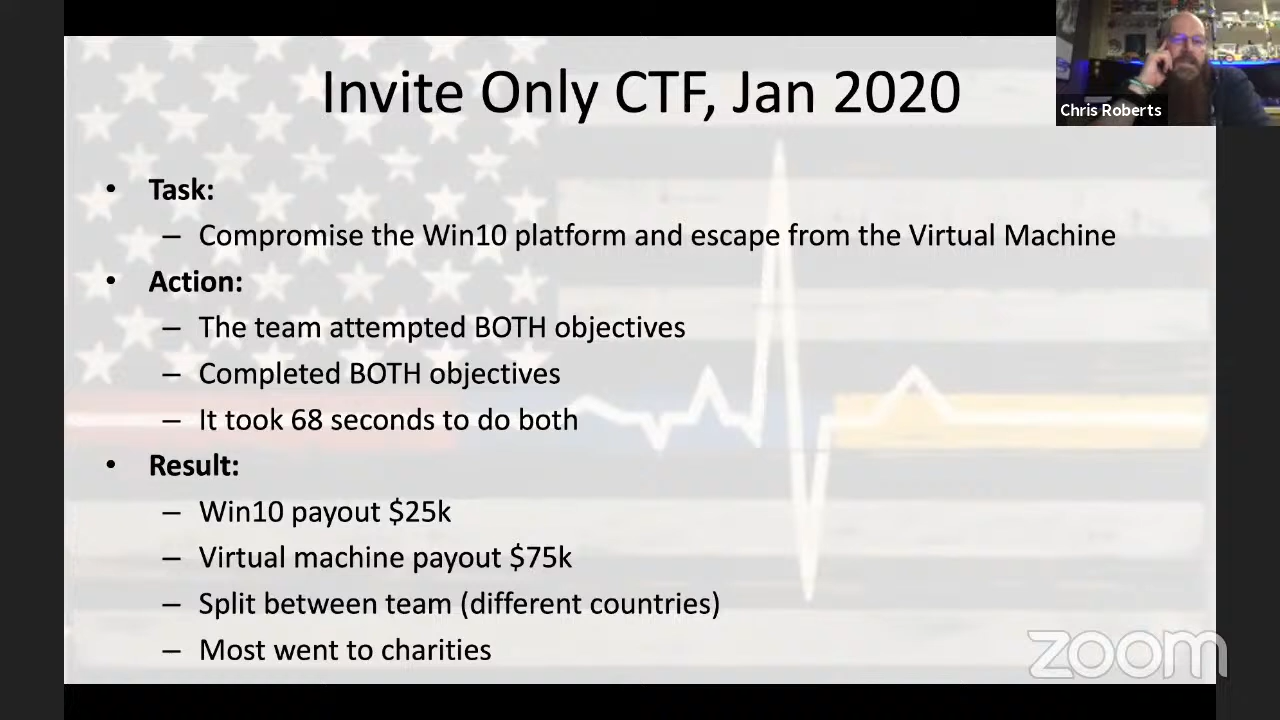 Invite Only CTF, Jan 2020
Chris Roberts
• Task:
– Compromise the Win10 platform and escape from the Virtual Machine
• Action:
– The team attempted BOTH objectives
– Completed BOTH objectives
– It took 68 seconds to do both
• Result:
– Win10 payout $25k
– Virtual machine payout $75k
– Split between team (different countries)
– Most went to charities
zoom